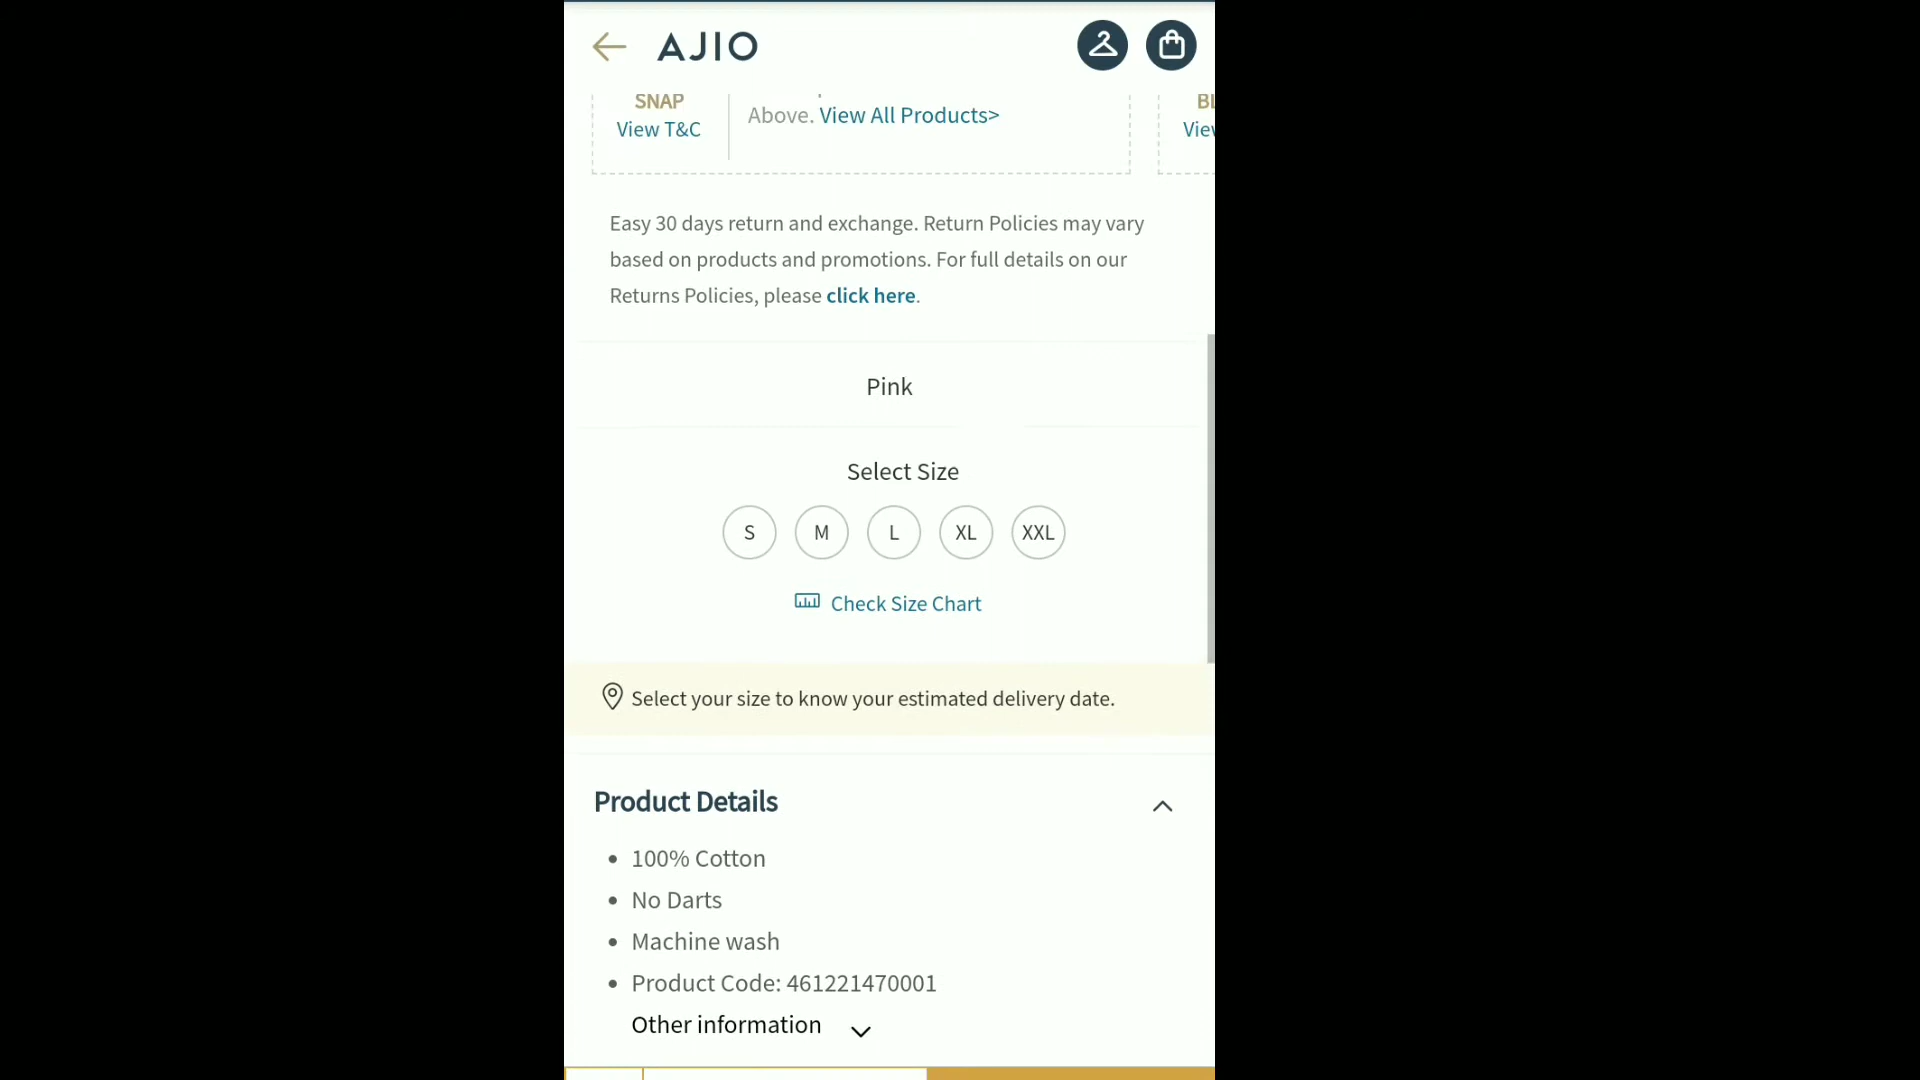 AJIO
SNAP
View T&C
Above. View All Products>
Easy 30 days return and exchange. Return Policies may vary
based on products and promotions. For full details on our
Returns Policies, please click here.
Pink
Select Size
S M L XL XXL
Check Size Chart
Select your size to know your estimated delivery date.
Product Details
• 100% Cotton
• No Darts
• Machine wash
• Product Code: 461221470001
Other information